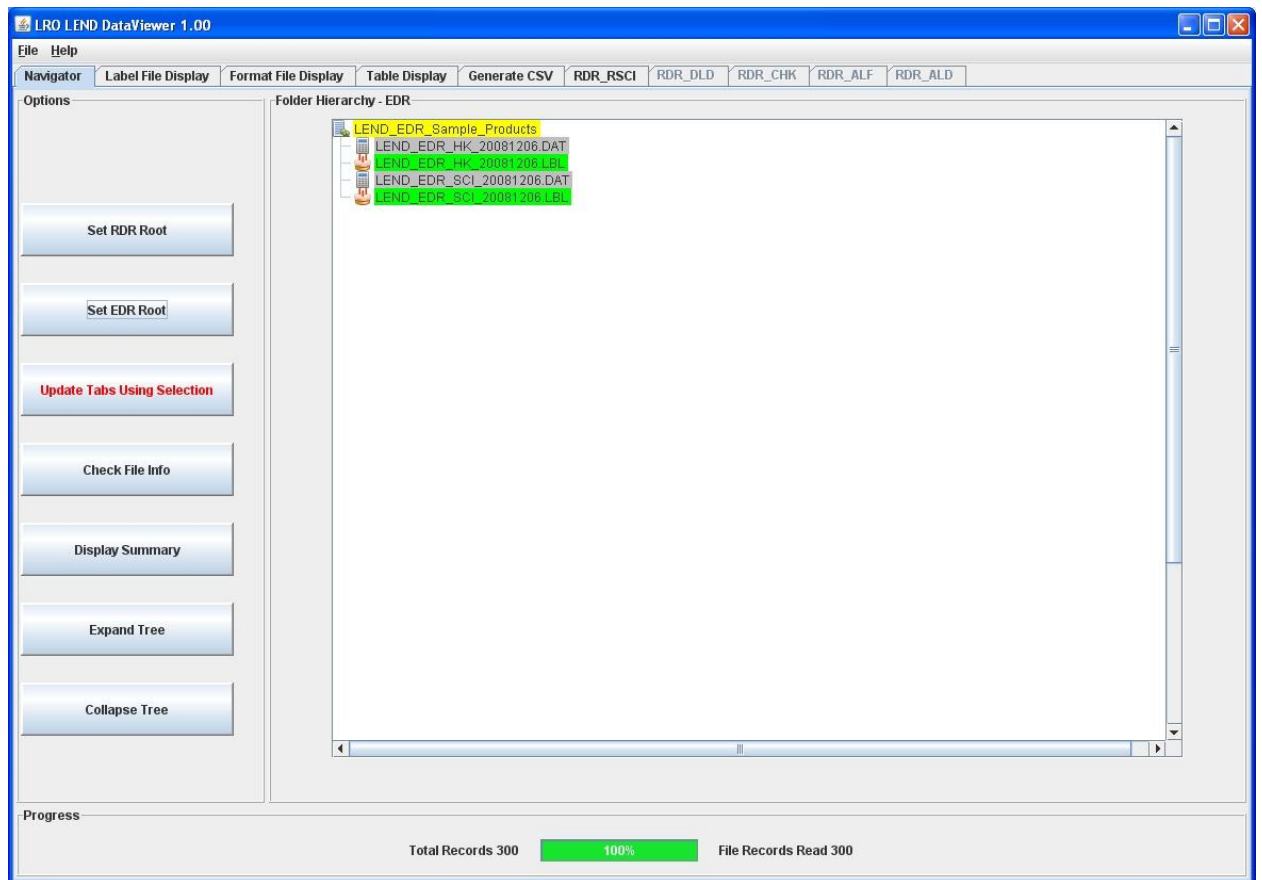 LRO LEND DataViewer 1.00
File Help
Navigator Label File Display Format File Display Table Display Generate CSV RDR_RSCI RDR_DLD RDR_CHK RDR_ALF RDR_ALD
Options
Folder Hierarchy - EDR
LEND_EDR_Sample_Products
LEND_EDR_HK_20081206.DAT
LEND_EDR_HK_20081206.LBL
LEND_EDR_SCI_20081206.DAT
LEND_EDR_SCI_20081206.LBL
Set RDR Root
Set EDR Root
Update Tabs Using Selection
Check File Info
Display Summary
Expand Tree
Collapse Tree
Progress
Total Records 300 100% File Records Read 300